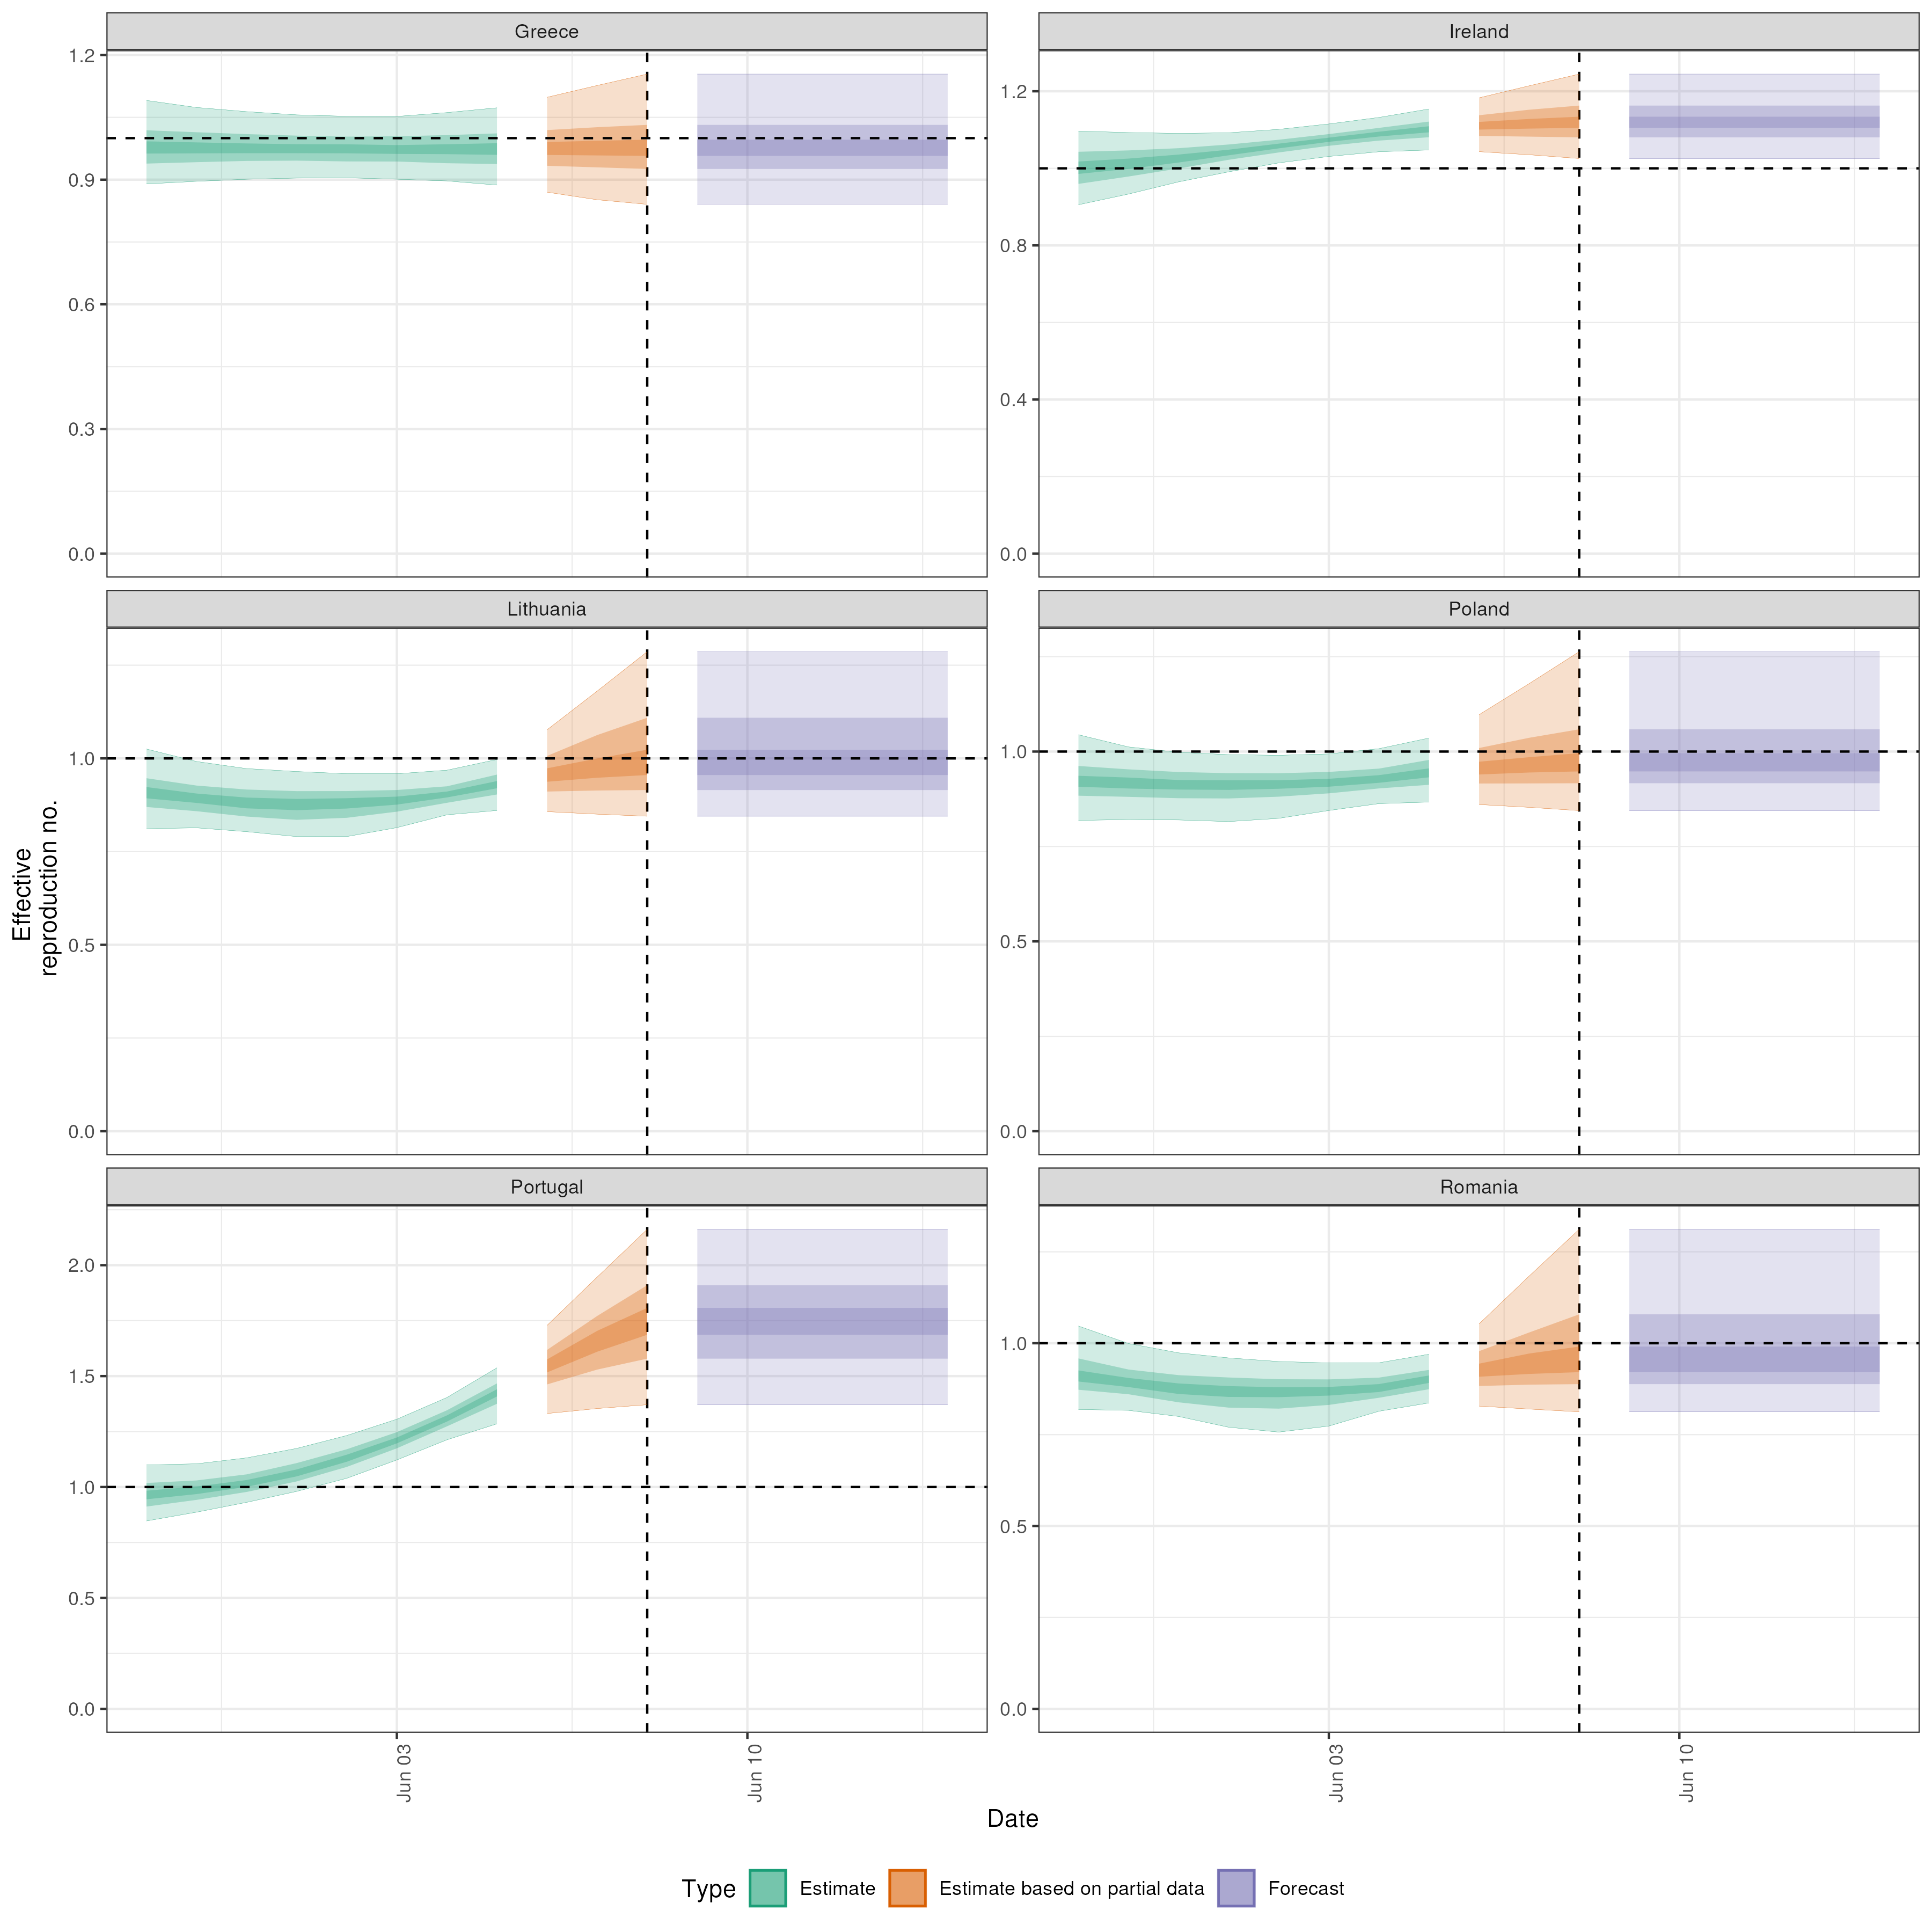 Greece
Ireland
1.2
0.9
0.6
0.3
0.0
1.2
0.8
0.4
0.0
Lithuania
Poland
1.0
0.5
0.0
1.0
0.5
0.0
Effective
reproduction no.
Portugal
Romania
2.0
1.5
1.0
0.5
0.0
1.0
0.5
0.0
Jun 03
Jun 10
Jun 03
Jun 10
Date
Type Estimate Estimate based on partial data Forecast